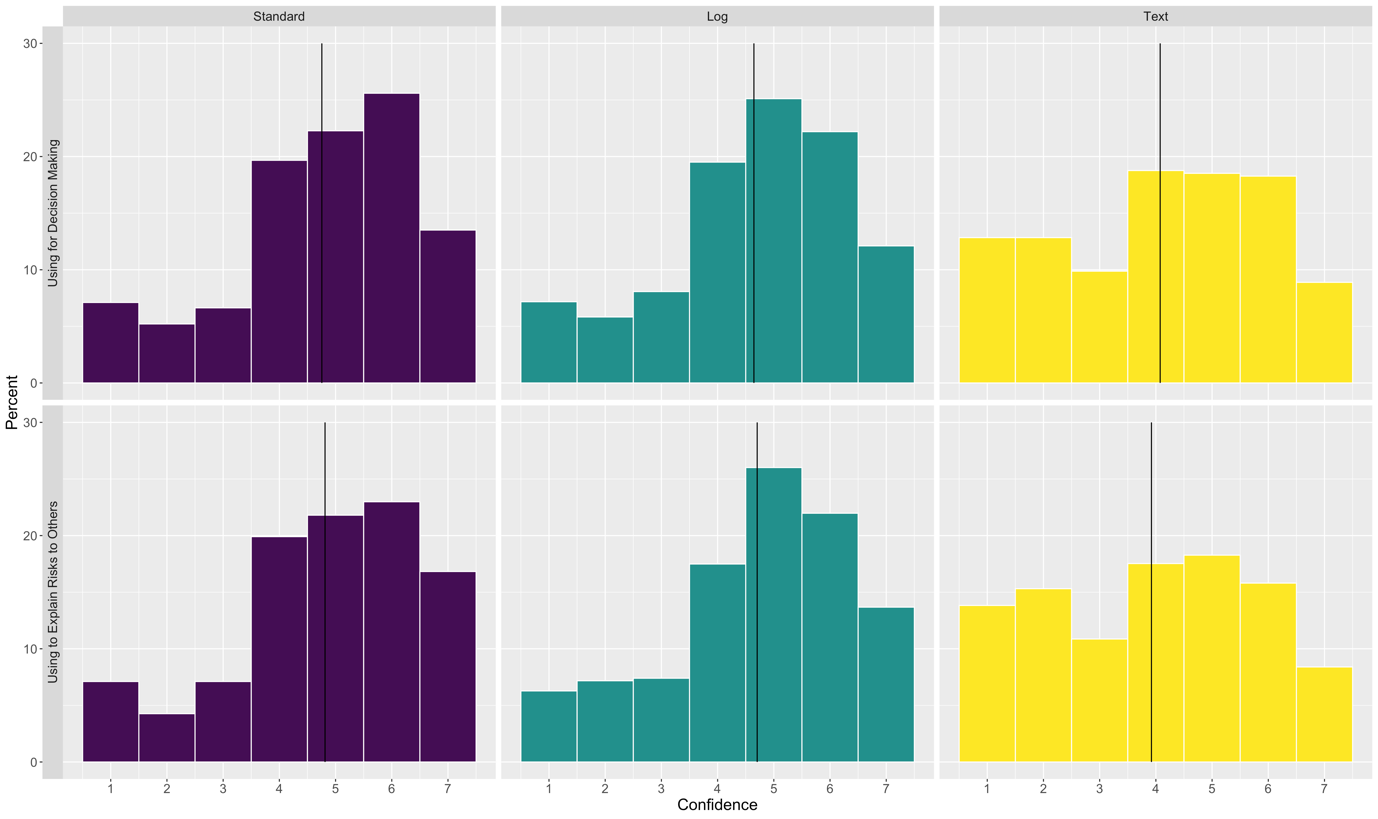 Standard
Log
Text
Percent
Using for Decision Making
30
20
10
0
Using to Explain Risks to Others
30
20
10
0
1 2 3 4 5 6 7
1 2 3 4 5 6 7
1 2 3 4 5 6 7
Confidence